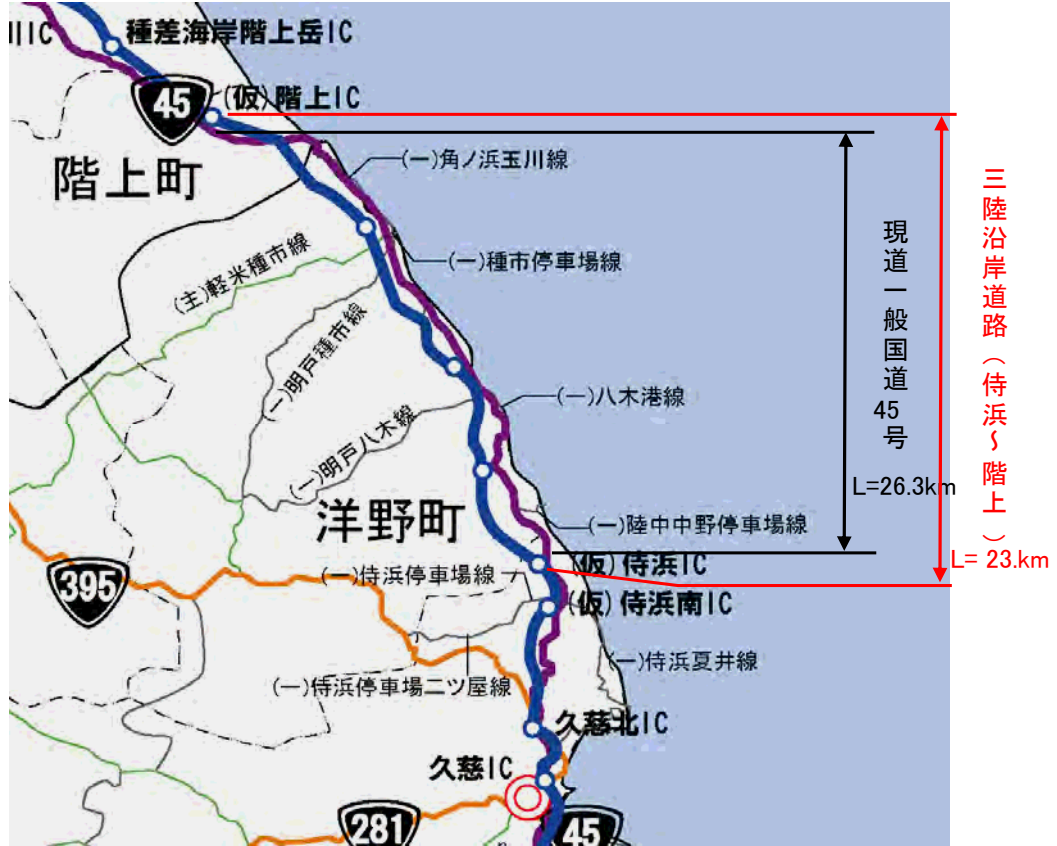 川IC
種差海岸階上岳IC
45
(仮)階上IC
階上町
(一)角ノ浜玉川線
(一)種市停車場線
(主)軽米種市線
(一)明戸種市線
(一)明戸八木線
(一)八木港線
洋野町
(一)陸中中野停車場線
(仮)侍浜IC
(一)侍浜停車場線
(仮)侍浜南IC
395
(一)侍浜夏井線
(一)侍浜停車場二ツ屋線
久慈北IC
久慈IC
281
45
現道一般国道45号
L=26.3km
三陸沿岸道路(侍浜~階上)
L= 23.km